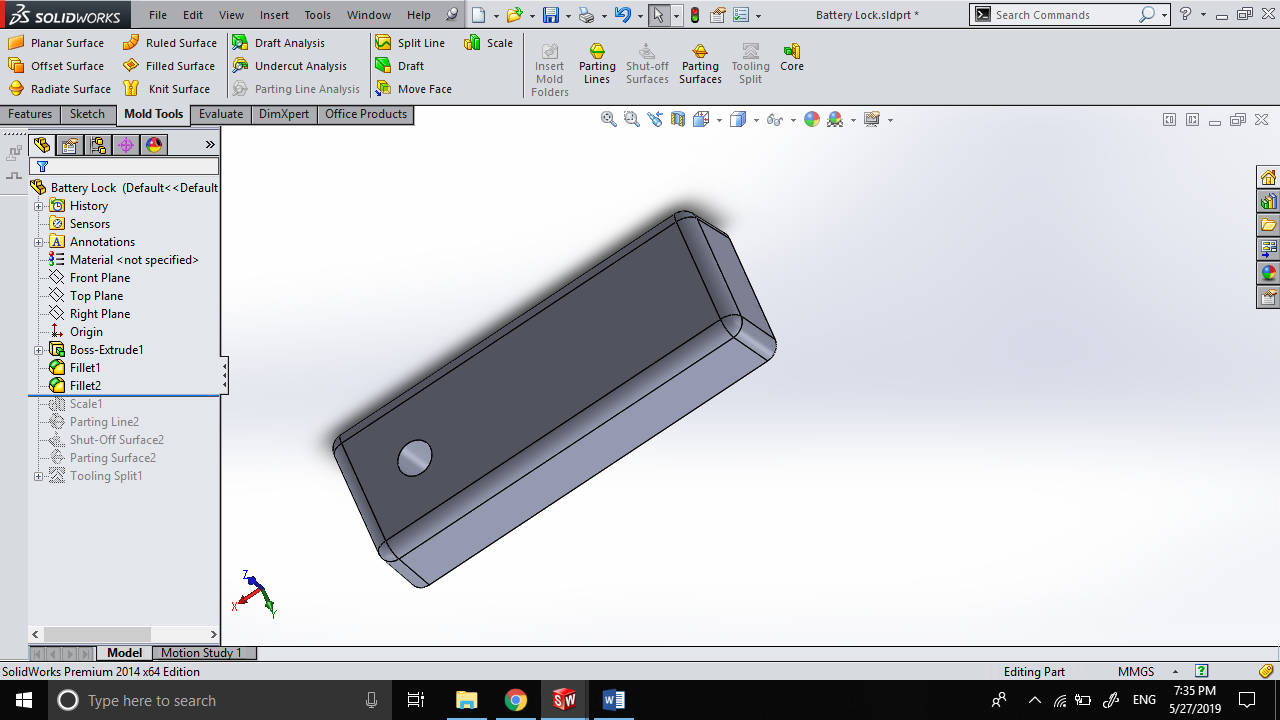 SOLIDWORKS File Edit View Insert Tools Window Help Battery Lock.sldprt * Search Commands
Planar Surface Ruled Surface Draft Analysis Split Line Scale
Offset Surface Filled Surface Undercut Analysis Draft
Radiate Surface Knit Surface Parting Line Analysis Move Face
Insert Mold Folders
Parting Lines
Shut-off Surfaces
Parting Surfaces
Tooling Split
Core
Features Sketch Mold Tools Evaluate DimXpert Office Products
Battery Lock (Default<<Default
History
Sensors
Annotations
Material <not specified>
Front Plane
Top Plane
Right Plane
Origin
Boss-Extrude1
Fillet1
Fillet2
Scale1
Parting Line2
Shut-Off Surface2
Parting Surface2
Tooling Split1
Z
X
Y
Model Motion Study 1
SolidWorks Premium 2014 x64 Edition Editing Part MMGS
Type here to search ENG 7:35 PM
5/27/2019